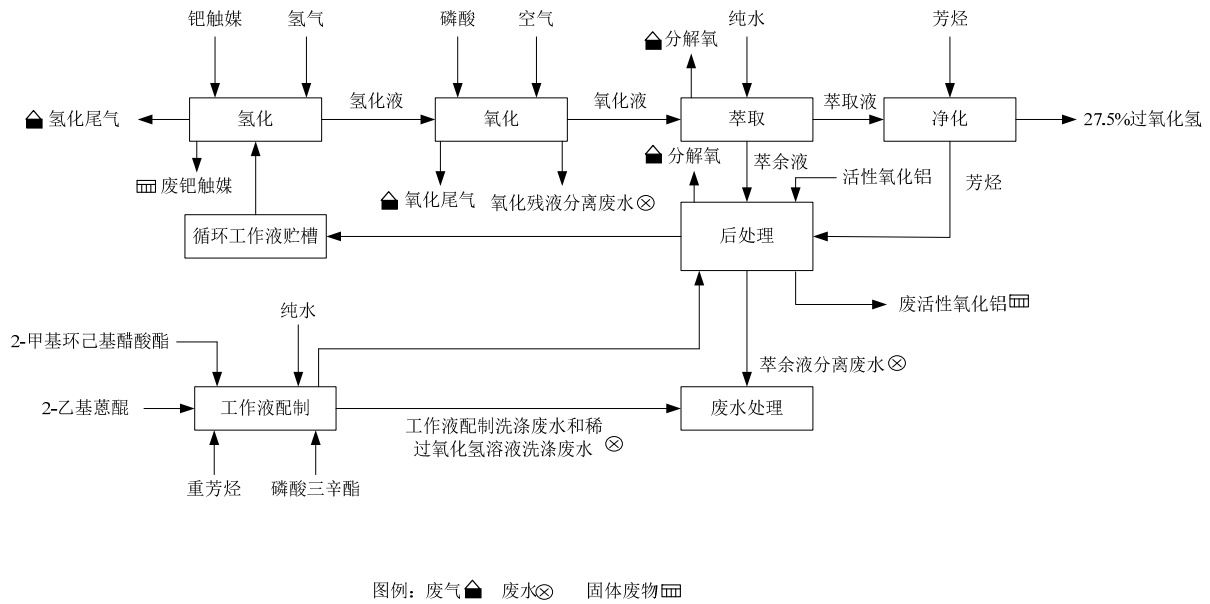 钯触媒
氢气
磷酸
空气
纯水
芳烃
分解氧
氢化尾气
氢化
氢化液
氧化
氧化液
萃取
萃取液
净化
27.5%过氧化氢
废钯触媒
氧化尾气
氧化残液分离废水
分解氧
萃余液
活性氧化铝
芳烃
循环工作液贮槽
后处理
废活性氧化铝
纯水
2-甲基环己基醋酸酯
萃余液分离废水
2-乙基蒽醌
工作液配制
废水处理
工作液配制洗涤废水和稀
过氧化氢溶液洗涤废水
重芳烃
磷酸三辛酯
图例：废气 废水 固体废物